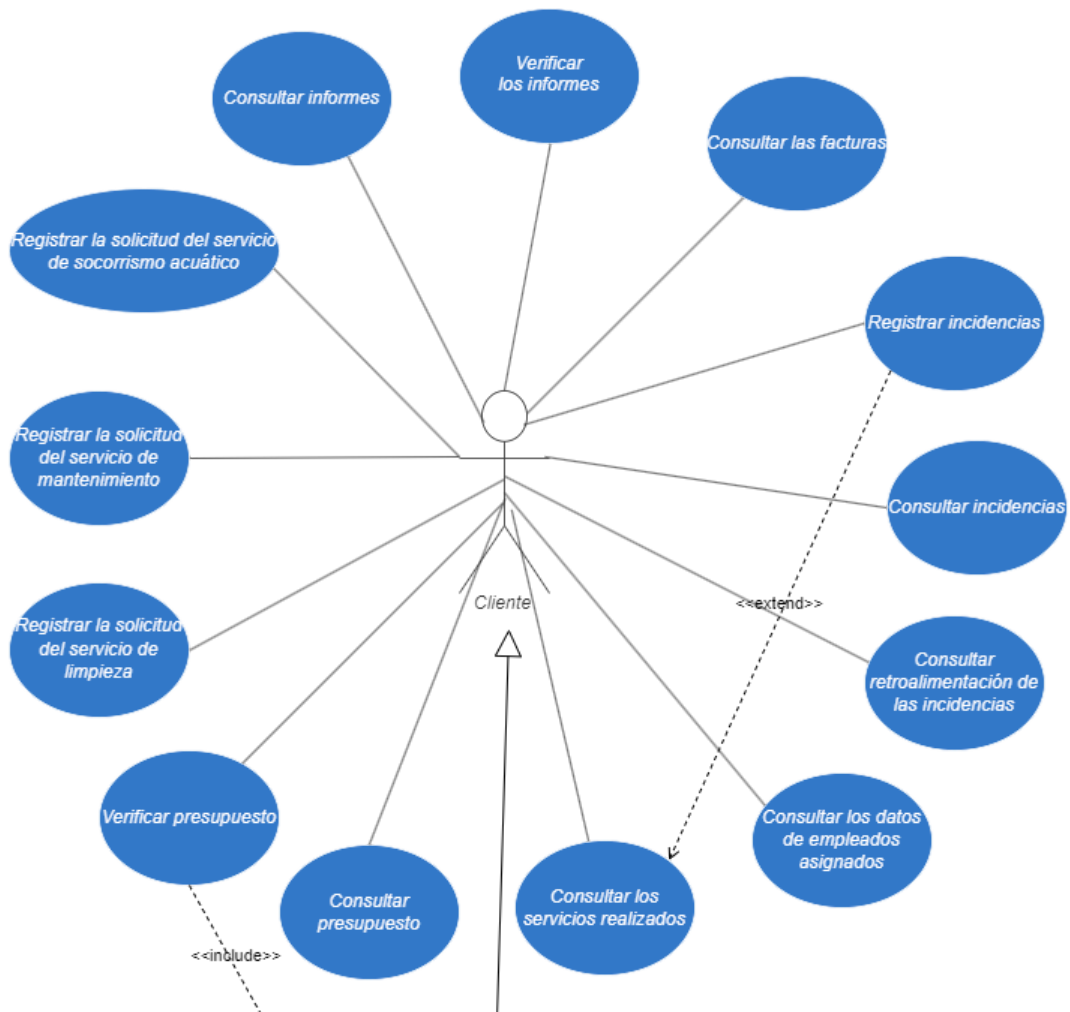 Verificar
los informes
Consultar informes
Consultar las facturas
Registrar la solicitud del servicio
de socorrismo acuático
Registrar incidencias
Registrar la solicitud
del servicio de
mantenimiento
Consultar incidencias
Cliente
<<extend>>
Registrar la solicitud
del servicio de
limpieza
Consultar
retroalimentación de
las incidencias
Verificar presupuesto
Consultar los datos
de empleados
asignados
Consultar
presupuesto
Consultar los
servicios realizados
<<include>>